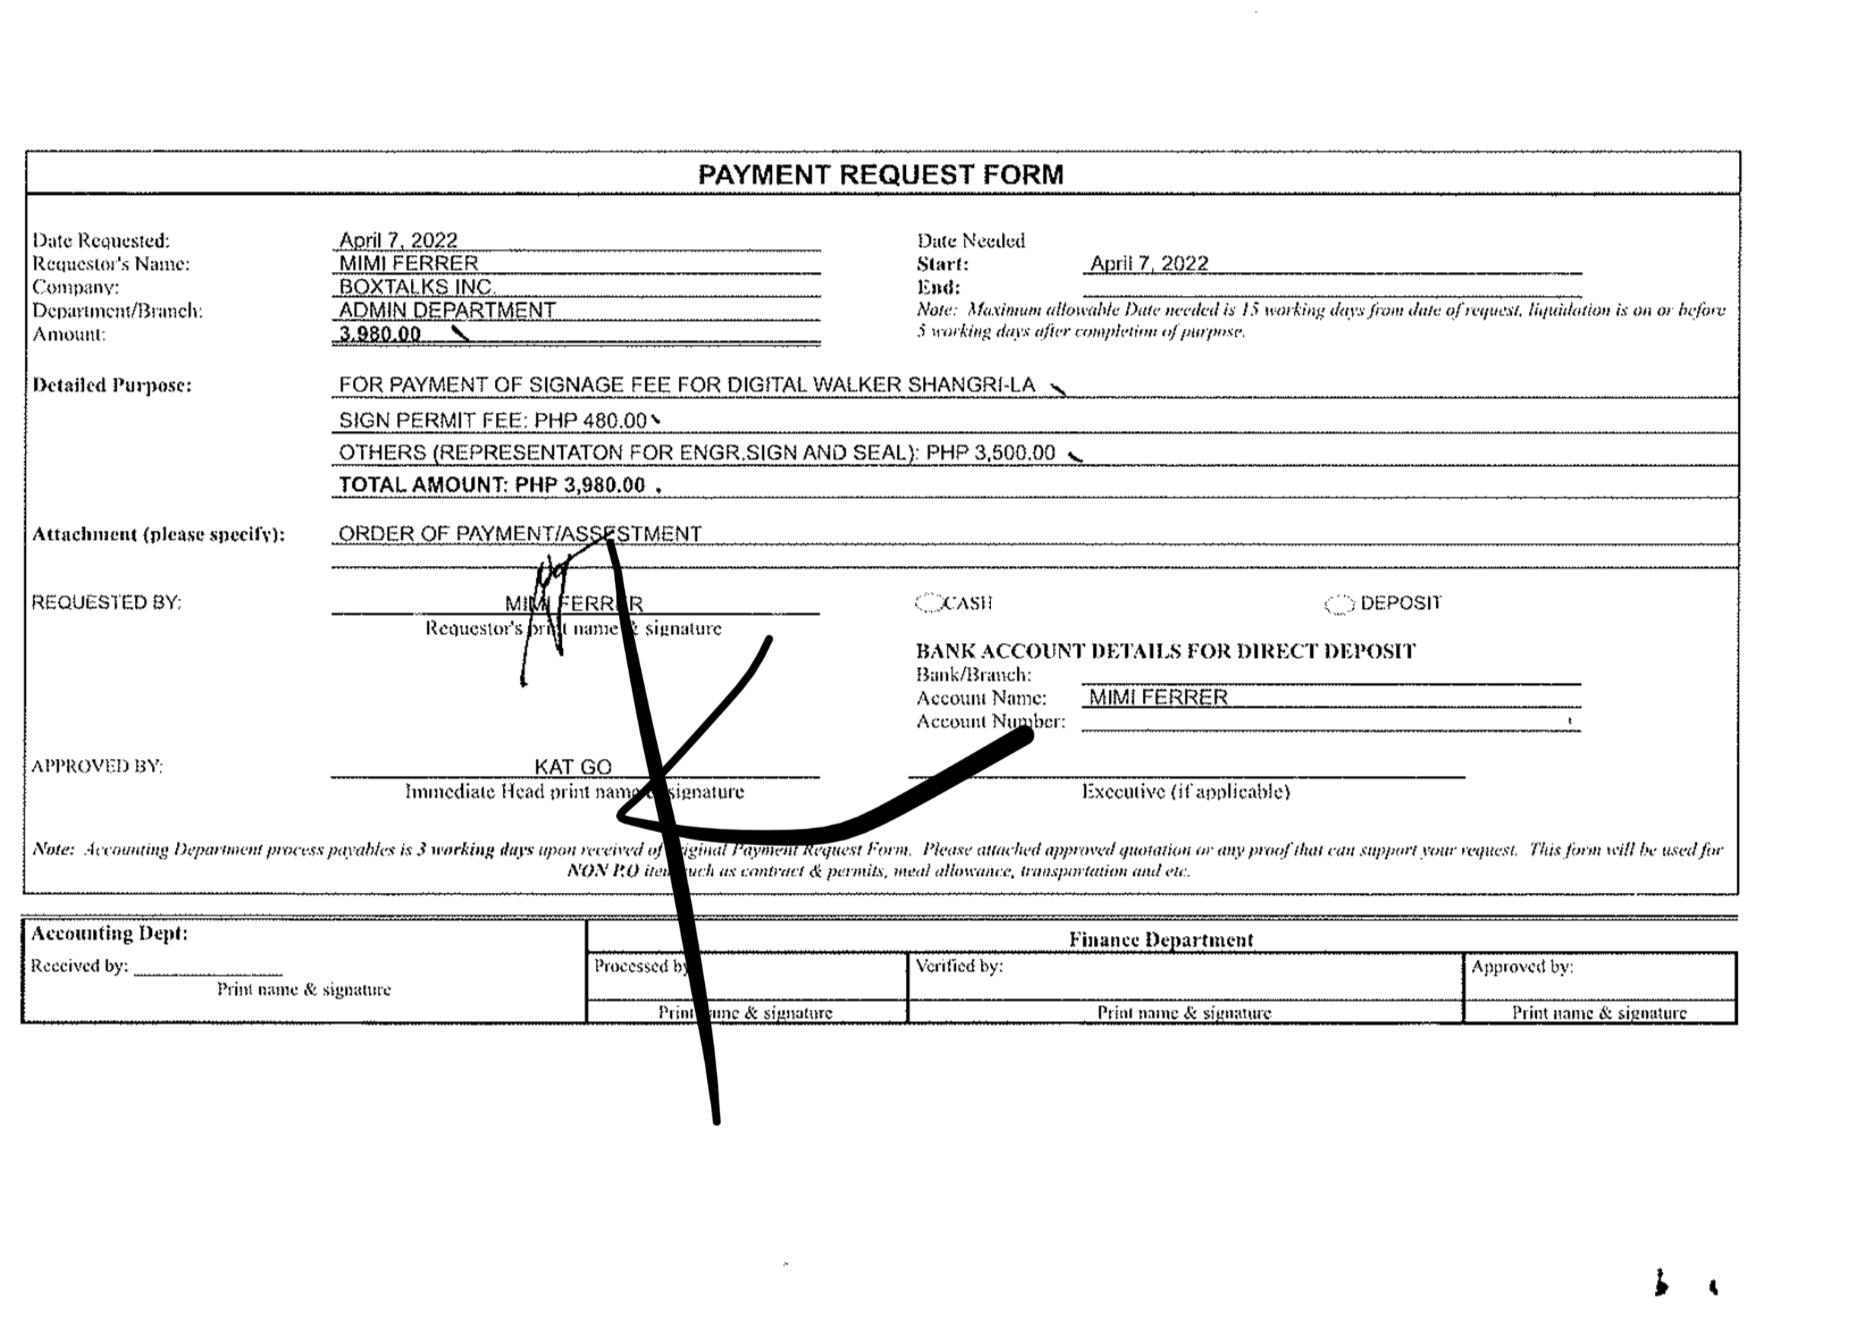 PAYMENT REQUEST FORM
Date Requested: April 7, 2022 Date Needed
Requestor's Name: MIMI FERRER Start: April 7, 2022
Company: BOXTALKS INC. End:
Department/Branch: ADMIN DEPARTMENT Note: Maximum allowable Date needed is 15 working days from date of request, liquidation is on or before
Amount: 3,980.00 5 working days after completion of purpose.
Detailed Purpose: FOR PAYMENT OF SIGNAGE FEE FOR DIGITAL WALKER SHANGRI-LA
SIGN PERMIT FEE: PHP 480.00
OTHERS (REPRESENTATON FOR ENGR.SIGN AND SEAL): PHP 3,500.00
TOTAL AMOUNT: PHP 3,980.00
Attachment (please specify): ORDER OF PAYMENT/ASSESTMENT
REQUESTED BY: MIMI FERRER CASH DEPOSIT
Requestor's print name & signature
BANK ACCOUNT DETAILS FOR DIRECT DEPOSIT
Bank/Branch:
Account Name: MIMI FERRER
Account Number:
APPROVED BY: KAT GO
Immediate Head print name & signature Executive (if applicable)
Note: Accounting Department process payables is 3 working days upon received of original Payment Request Form. Please attached approved quotation or any proof that can support your request. This form will be used for
NON P.O items such as contract & permits, meal allowance, transportation and etc.
Accounting Dept: Finance Department
Received by: Processed by Verified by: Approved by:
Print name & signature
Print name & signature Print name & signature Print name & signature